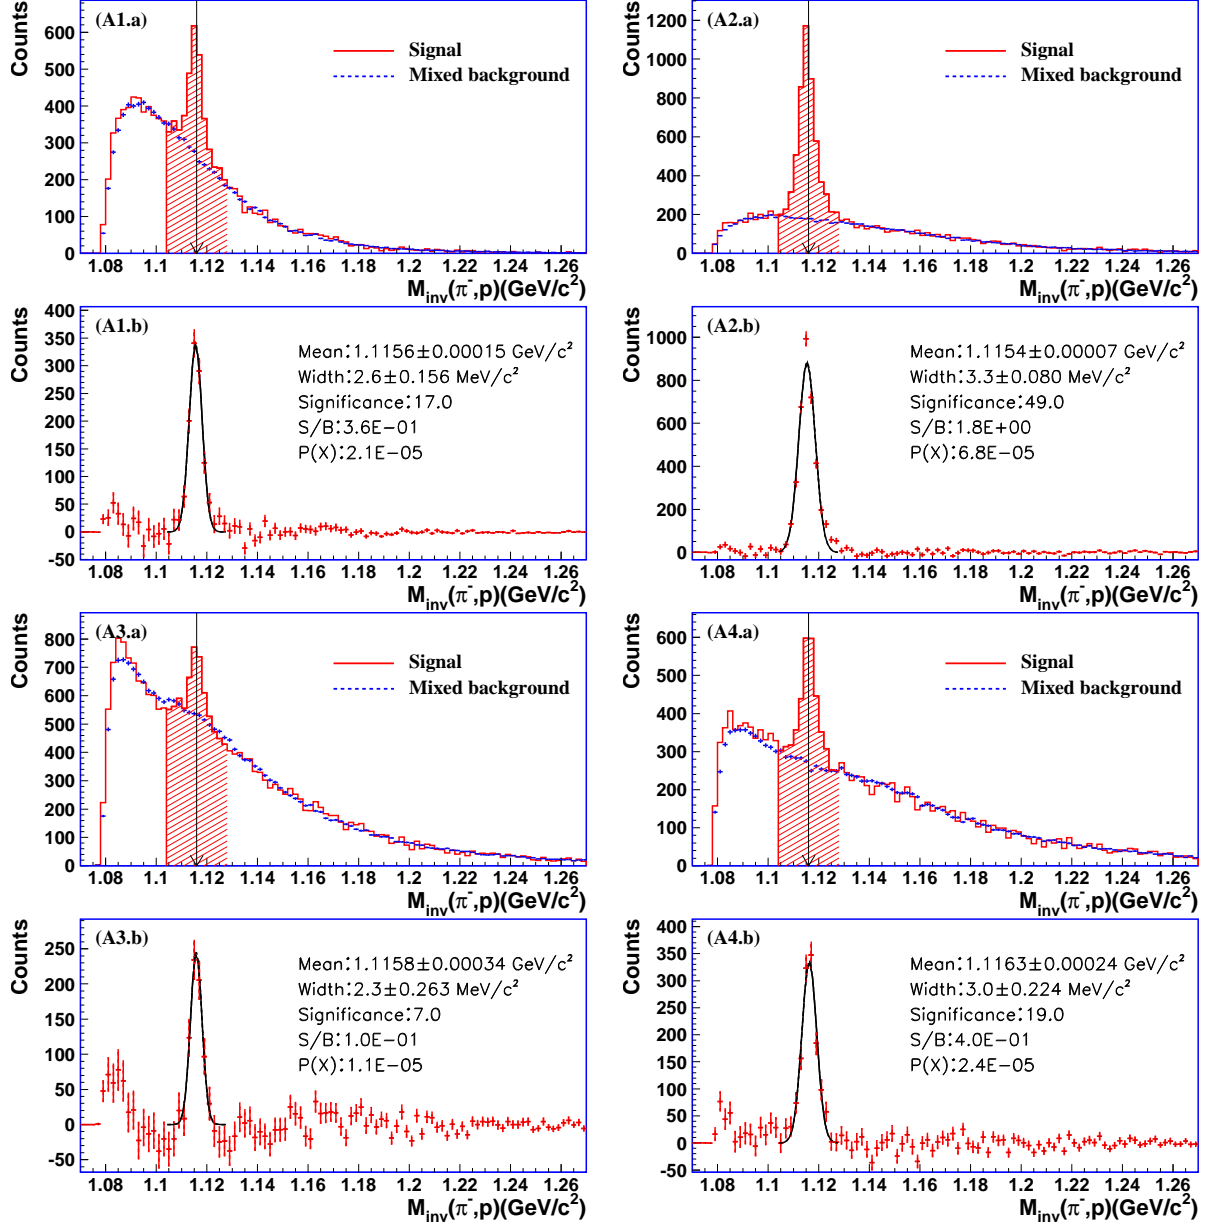 (A1.a)
Counts
600
500
400
300
200
100
0
Signal
Mixed background
1.08 1.1 1.12 1.14 1.16 1.18 1.2 1.22 1.24 1.26
M_inv(π⁻,p)(GeV/c²)
(A2.a)
Counts
1200
1000
800
600
400
200
0
Signal
Mixed background
1.08 1.1 1.12 1.14 1.16 1.18 1.2 1.22 1.24 1.26
M_inv(π⁻,p)(GeV/c²)
(A1.b)
Counts
400
350
300
250
200
150
100
50
0
-50
Mean:1.1156±0.00015 GeV/c²
Width:2.6±0.156 MeV/c²
Significance:17.0
S/B:3.6E−01
P(X):2.1E−05
1.08 1.1 1.12 1.14 1.16 1.18 1.2 1.22 1.24 1.26
M_inv(π⁻,p)(GeV/c²)
(A2.b)
Counts
1000
800
600
400
200
0
Mean:1.1154±0.00007 GeV/c²
Width:3.3±0.080 MeV/c²
Significance:49.0
S/B:1.8E+00
P(X):6.8E−05
1.08 1.1 1.12 1.14 1.16 1.18 1.2 1.22 1.24 1.26
M_inv(π⁻,p)(GeV/c²)
(A3.a)
Counts
800
700
600
500
400
300
200
100
0
Signal
Mixed background
1.08 1.1 1.12 1.14 1.16 1.18 1.2 1.22 1.24 1.26
M_inv(π⁻,p)(GeV/c²)
(A4.a)
Counts
600
500
400
300
200
100
0
Signal
Mixed background
1.08 1.1 1.12 1.14 1.16 1.18 1.2 1.22 1.24 1.26
M_inv(π⁻,p)(GeV/c²)
(A3.b)
Counts
250
200
150
100
50
0
-50
Mean:1.1158±0.00034 GeV/c²
Width:2.3±0.263 MeV/c²
Significance:7.0
S/B:1.0E−01
P(X):1.1E−05
1.08 1.1 1.12 1.14 1.16 1.18 1.2 1.22 1.24 1.26
M_inv(π⁻,p)(GeV/c²)
(A4.b)
Counts
400
350
300
250
200
150
100
50
0
-50
Mean:1.1163±0.00024 GeV/c²
Width:3.0±0.224 MeV/c²
Significance:19.0
S/B:4.0E−01
P(X):2.4E−05
1.08 1.1 1.12 1.14 1.16 1.18 1.2 1.22 1.24 1.26
M_inv(π⁻,p)(GeV/c²)